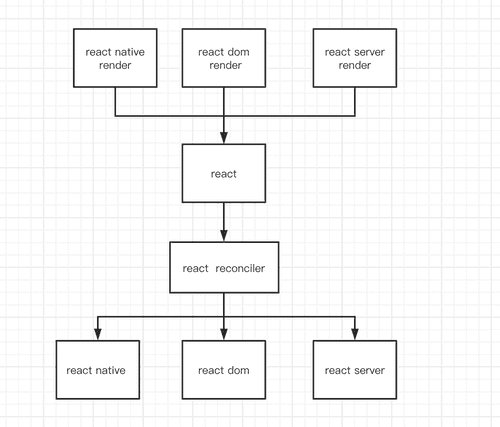 react native
render
react dom
render
react server
render
react
react reconciler
react native
react dom
react server